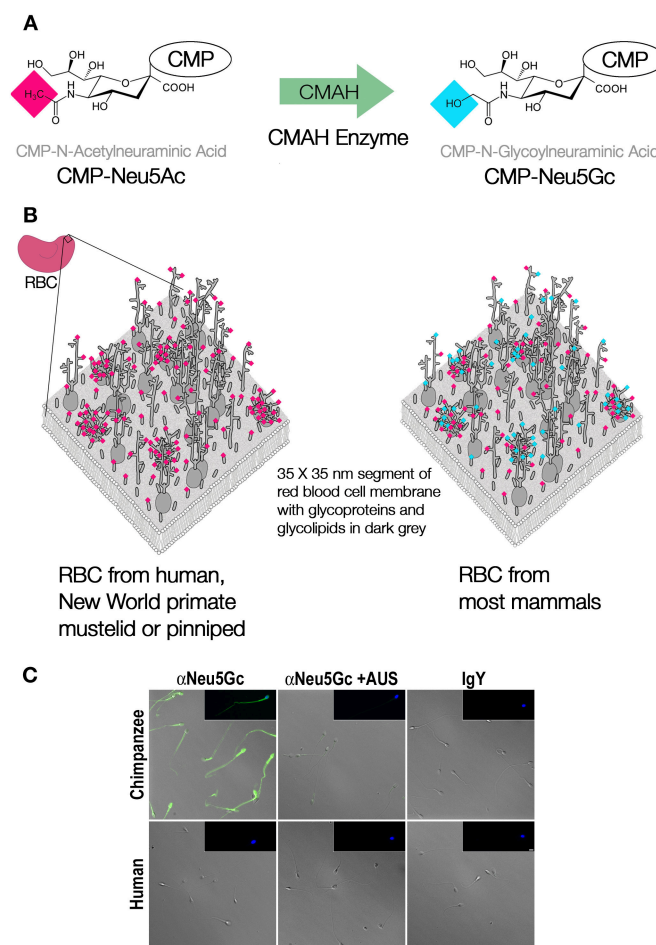 A
CMP
HO OH OH
HO
O
H₃C
HN
COOH
O
HO
CMP-N-Acetylneuraminic Acid
CMP-Neu5Ac
CMAH
CMAH Enzyme
CMP
HO OH OH
HO
O
HO
HN
COOH
O
HO
CMP-N-Glycoylneuraminic Acid
CMP-Neu5Gc
B
RBC
35 X 35 nm segment of
red blood cell membrane
with glycoproteins and
glycolipids in dark grey
RBC from human,
New World primate
mustelid or pinniped
RBC from
most mammals
C
αNeu5Gc αNeu5Gc +AUS IgY
Chimpanzee
Human